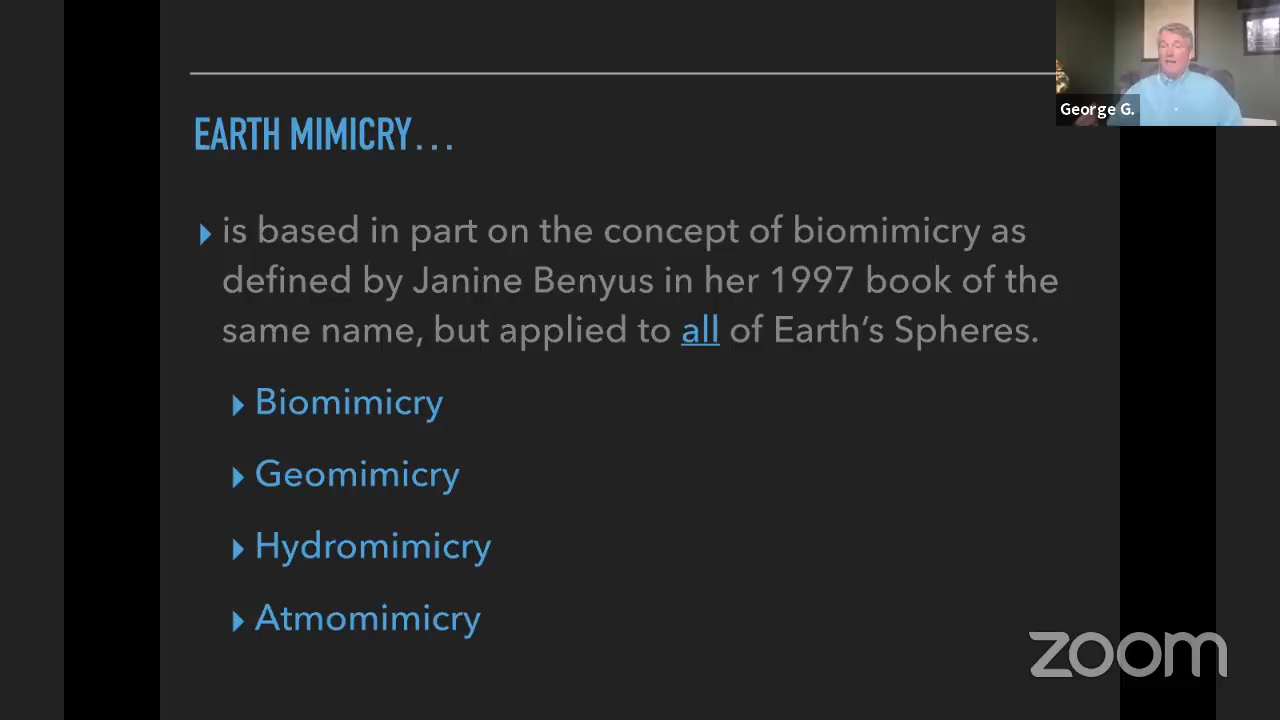 George G.
EARTH MIMICRY...
is based in part on the concept of biomimicry as
defined by Janine Benyus in her 1997 book of the
same name, but applied to all of Earth’s Spheres.
Biomimicry
Geomimicry
Hydromimicry
Atmomimicry
zoom